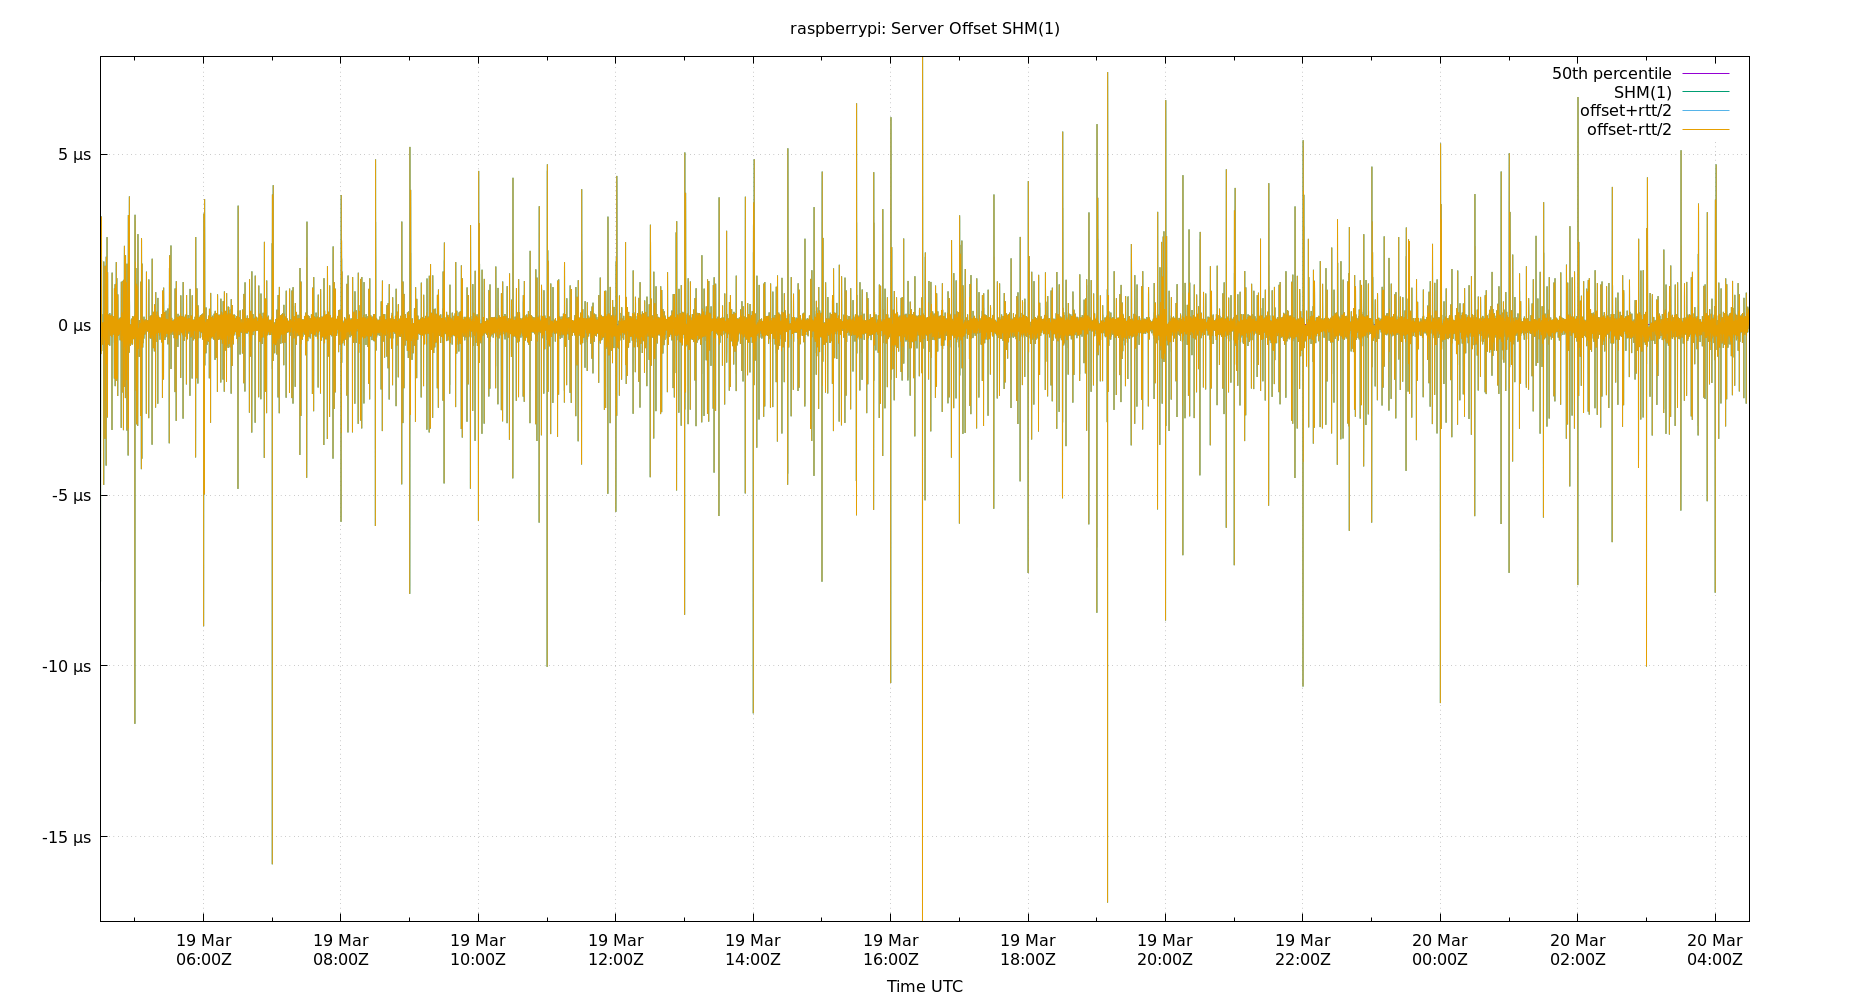 raspberrypi: Server Offset SHM(1)
50th percentile
SHM(1)
offset+rtt/2
offset-rtt/2
5 µs
0 µs
-5 µs
-10 µs
-15 µs
19 Mar 19 Mar 19 Mar 19 Mar 19 Mar 19 Mar 19 Mar 19 Mar 19 Mar 20 Mar 20 Mar 20 Mar
06:00Z 08:00Z 10:00Z 12:00Z 14:00Z 16:00Z 18:00Z 20:00Z 22:00Z 00:00Z 02:00Z 04:00Z
Time UTC